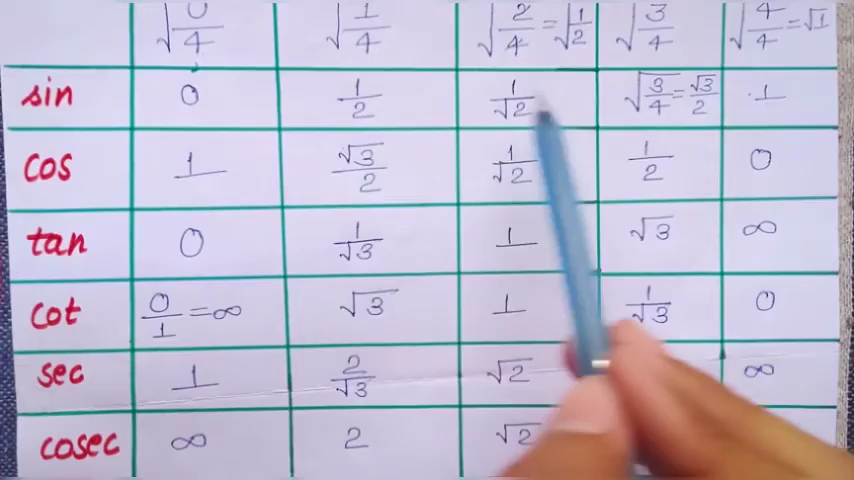 √0/4 √1/4 √2/4 = √1/2 √3/4 √4/4 = √1
sin 0 1/2 1/√2 √3/4 = √3/2 1
cos 1 √3/2 1/√2 1/2 0
tan 0 1/√3 1 √3 ∞
cot 0/1 = ∞ √3 1 1/√3 0
sec 1 2/√3 √2 ∞
cosec ∞ 2 √2